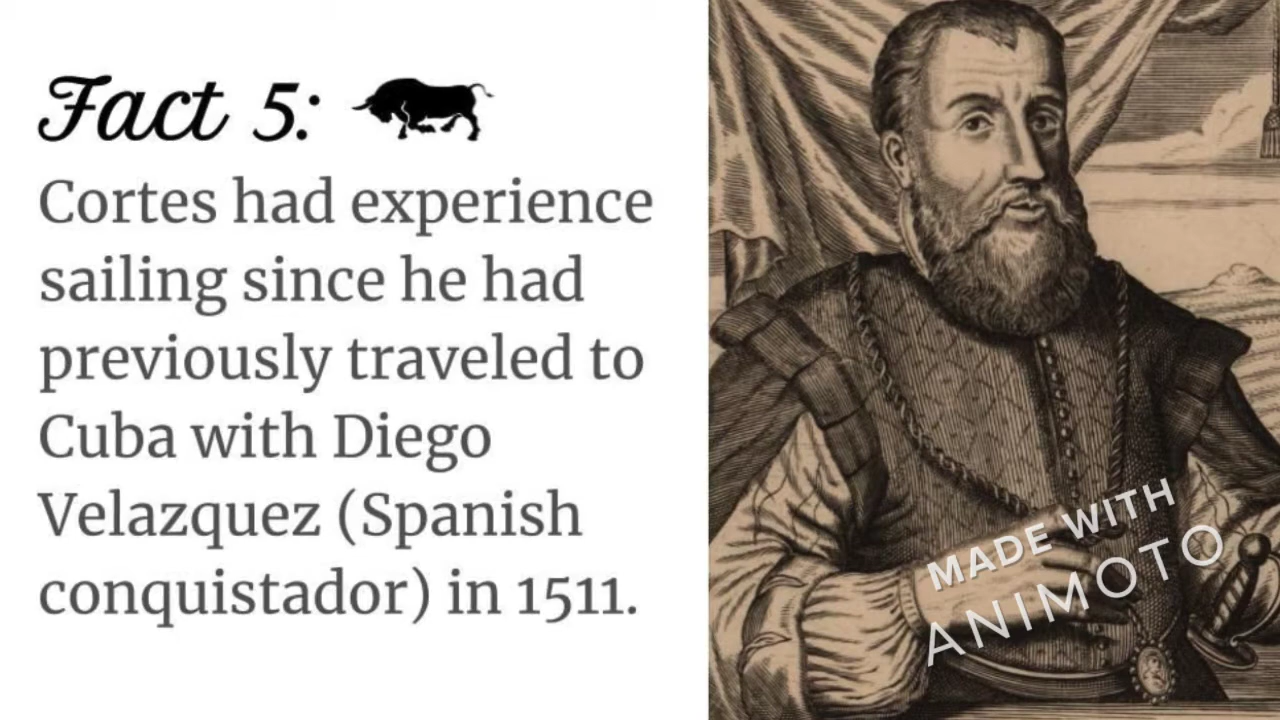 Fact 5:
Cortes had experience
sailing since he had
previously traveled to
Cuba with Diego
Velazquez (Spanish
conquistador) in 1511.
MADE WITH
ANIMOTO